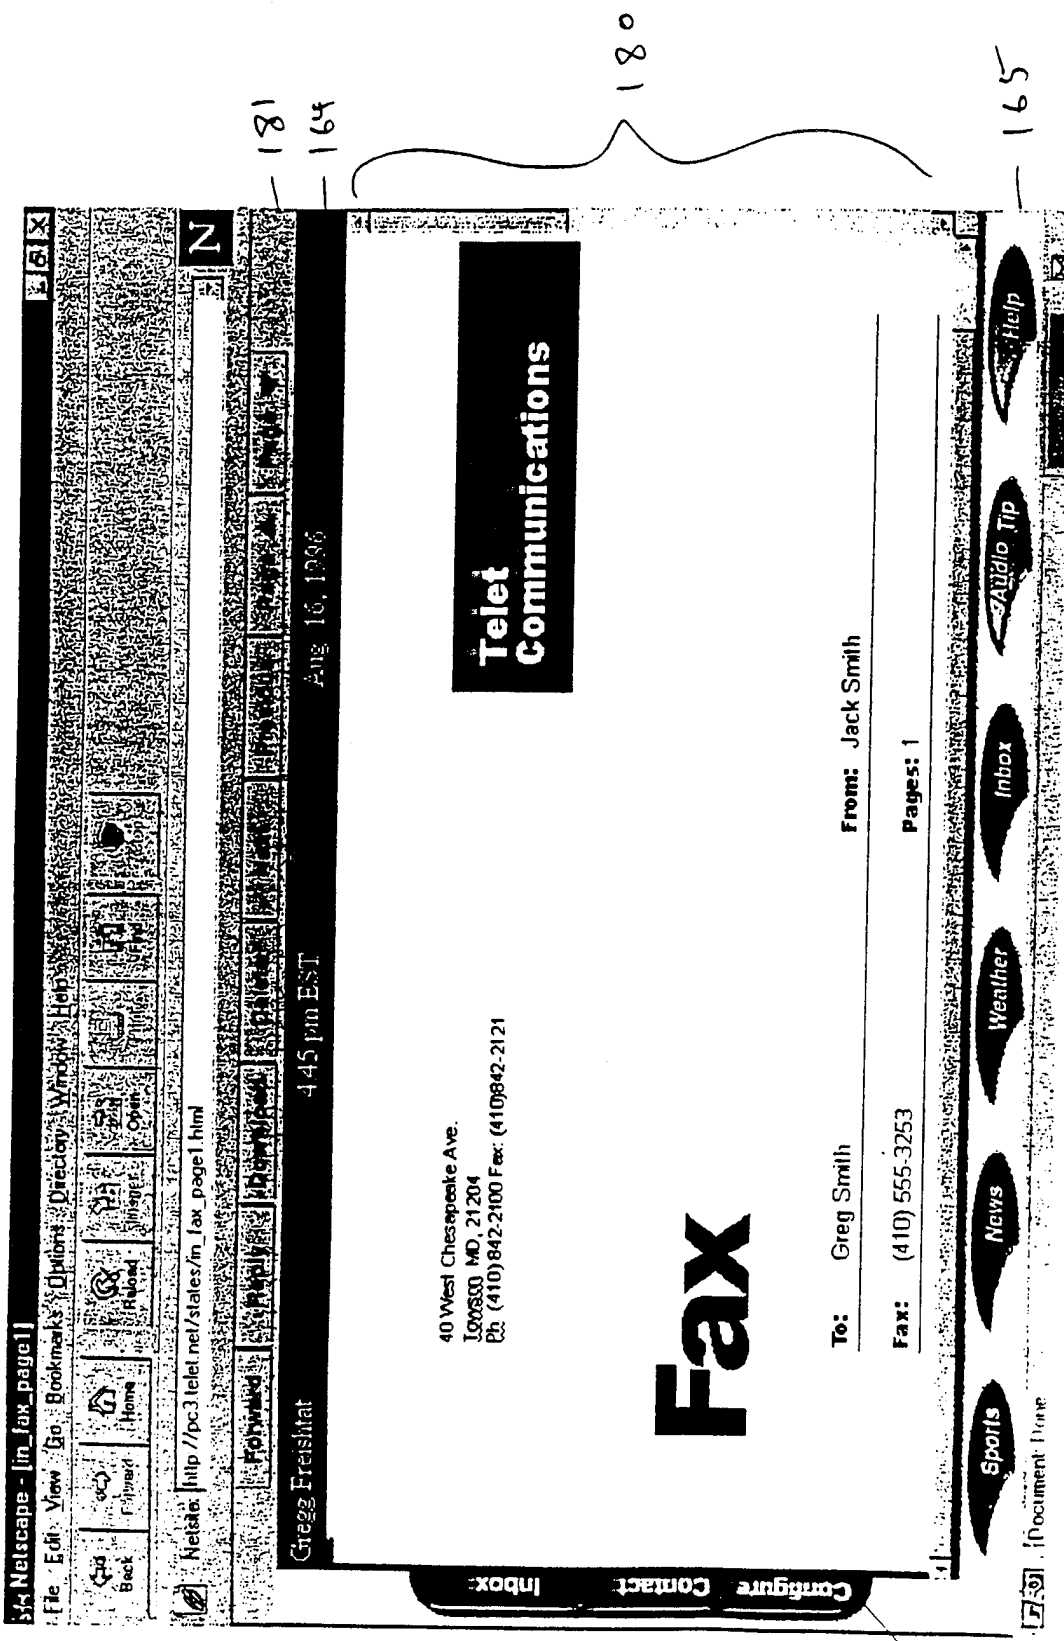 Netscape - [in_fax_page1]
File Edit View Go Bookmarks Options Directory Window Help
Back Forward Home Reload Images Open Print Find Stop
Netsite: http://pc3.telet.net/states/in_fax_page1.html
N
Forward Reply Download Delete Next
181
Gregg Freishtat 4:45 pm EST Aug 16, 1996
164
Telet
Communications
40 West Chesapeake Ave.
MD, 21204
Ph (410)842-2100 Fax: (410)842-2121
Fax
180
To: Greg Smith From: Jack Smith
Fax: (410) 555-3253 Pages: 1
Inbox:
Contact
Configure
Sports News Weather Inbox Audio Tip Help
165
Document Done